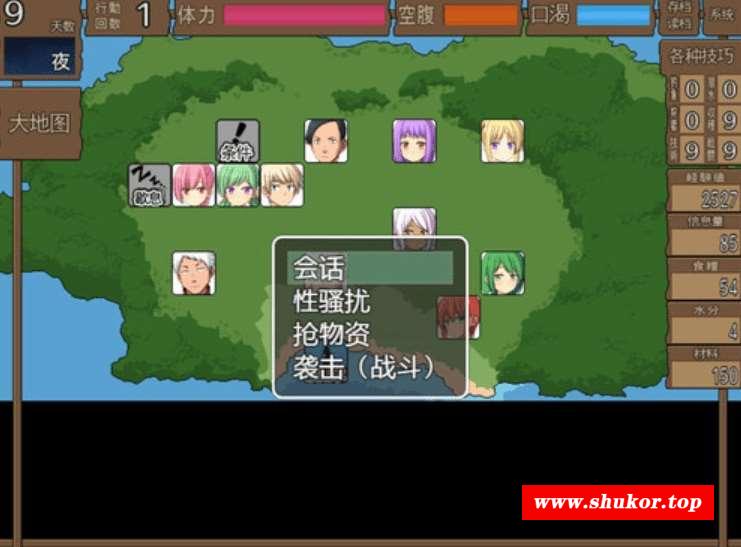 9 天数
行動
回数 1
体力
空腹
口渇
存档
读档
系统
夜
大地图
各种技巧
0 0
0 9
9 9
条件
歇息
経験値
2527
信息量
85
食糧
54
水分
4
材料
150
会话
性骚扰
抢物资
袭击（战斗）
www.shukor.top